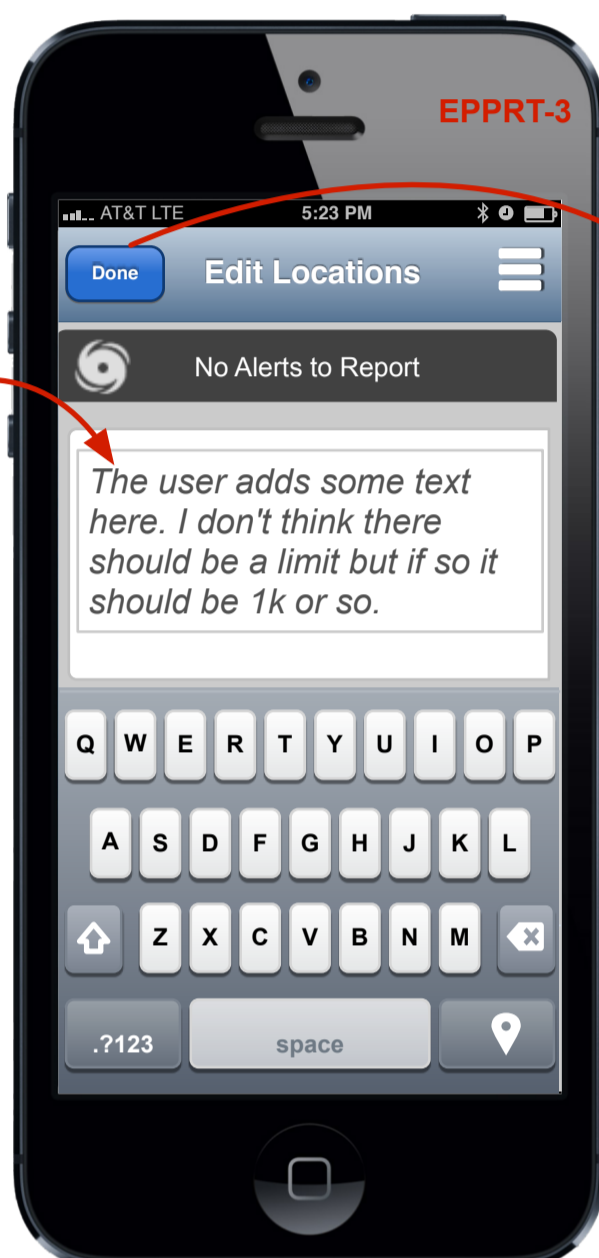 EPPRT-3
AT&T LTE 5:23 PM
Done Edit Locations
No Alerts to Report
The user adds some text
here. I don't think there
should be a limit but if so it
should be 1k or so.
Q W E R T Y U I O P
A S D F G H J K L
Z X C V B N M
.?123 space